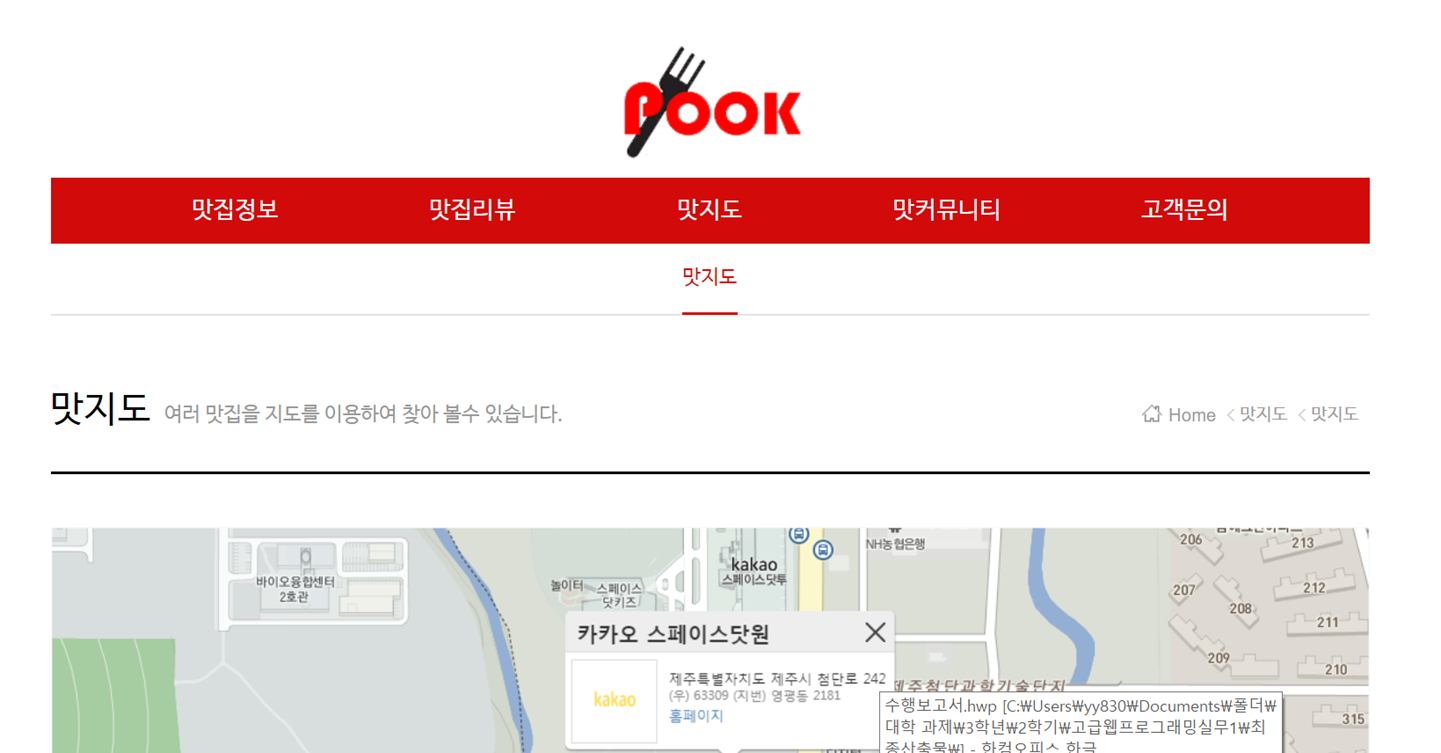 POOK
맛집정보 맛집리뷰 맛지도 맛커뮤니티 고객문의
맛지도
맛지도 여러 맛집을 지도를 이용하여 찾아 볼수 있습니다.
Home < 맛지도 < 맛지도
NH농협은행
206
213
kakao
스페이스닷투
바이오융합센터
2호관
놀이터
스페이스
닷키즈
207
212
208
211
209
210
315
카카오 스페이스닷원
kakao
제주특별자치도 제주시 첨단로 242
(우) 63309 (지번) 영평동 2181
홈페이지
제주첨단과학기술단지
수행보고서.hwp [C:₩Users₩yy830₩Documents₩폴더₩
대학 과제₩3학년₩2학기₩고급웹프로그래밍실무1₩최
종산출물₩] - 한컴오피스 한글